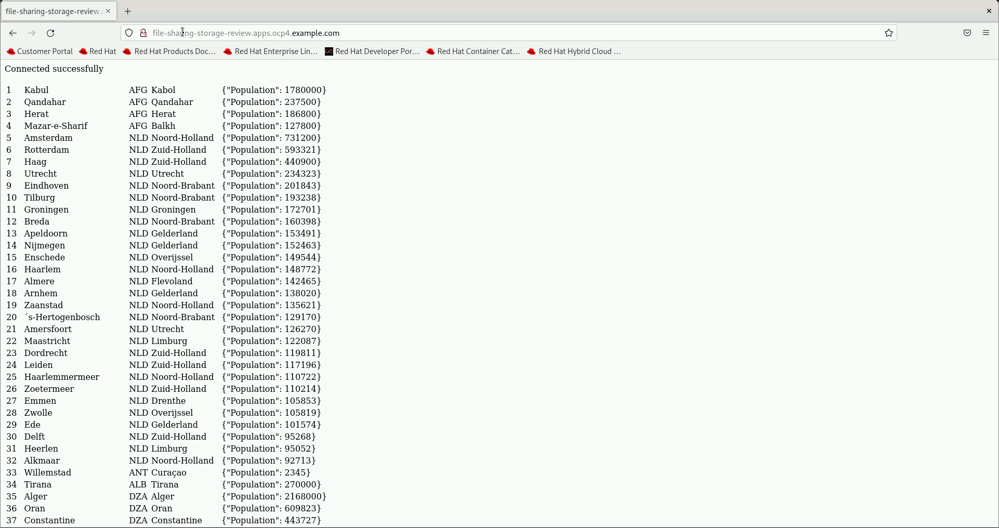 file-sharing-storage-review.a
file-sharing-storage-review.apps.ocp4.example.com
Customer Portal Red Hat Red Hat Products Doc… Red Hat Enterprise Lin… Red Hat Developer Por… Red Hat Container Cat… Red Hat Hybrid Cloud …
Connected successfully
1 Kabul AFG Kabol {"Population": 1780000}
2 Qandahar AFG Qandahar {"Population": 237500}
3 Herat AFG Herat {"Population": 186800}
4 Mazar-e-Sharif AFG Balkh {"Population": 127800}
5 Amsterdam NLD Noord-Holland {"Population": 731200}
6 Rotterdam NLD Zuid-Holland {"Population": 593321}
7 Haag NLD Zuid-Holland {"Population": 440900}
8 Utrecht NLD Utrecht {"Population": 234323}
9 Eindhoven NLD Noord-Brabant {"Population": 201843}
10 Tilburg NLD Noord-Brabant {"Population": 193238}
11 Groningen NLD Groningen {"Population": 172701}
12 Breda NLD Noord-Brabant {"Population": 160398}
13 Apeldoorn NLD Gelderland {"Population": 153491}
14 Nijmegen NLD Gelderland {"Population": 152463}
15 Enschede NLD Overijssel {"Population": 149544}
16 Haarlem NLD Noord-Holland {"Population": 148772}
17 Almere NLD Flevoland {"Population": 142465}
18 Arnhem NLD Gelderland {"Population": 138020}
19 Zaanstad NLD Noord-Holland {"Population": 135621}
20 ´s-Hertogenbosch NLD Noord-Brabant {"Population": 129170}
21 Amersfoort NLD Utrecht {"Population": 126270}
22 Maastricht NLD Limburg {"Population": 122087}
23 Dordrecht NLD Zuid-Holland {"Population": 119811}
24 Leiden NLD Zuid-Holland {"Population": 117196}
25 Haarlemmermeer NLD Noord-Holland {"Population": 110722}
26 Zoetermeer NLD Zuid-Holland {"Population": 110214}
27 Emmen NLD Drenthe {"Population": 105853}
28 Zwolle NLD Overijssel {"Population": 105819}
29 Ede NLD Gelderland {"Population": 101574}
30 Delft NLD Zuid-Holland {"Population": 95268}
31 Heerlen NLD Limburg {"Population": 95052}
32 Alkmaar NLD Noord-Holland {"Population": 92713}
33 Willemstad ANT Curaçao {"Population": 2345}
34 Tirana ALB Tirana {"Population": 270000}
35 Alger DZA Alger {"Population": 2168000}
36 Oran DZA Oran {"Population": 609823}
37 Constantine DZA Constantine {"Population": 443727}